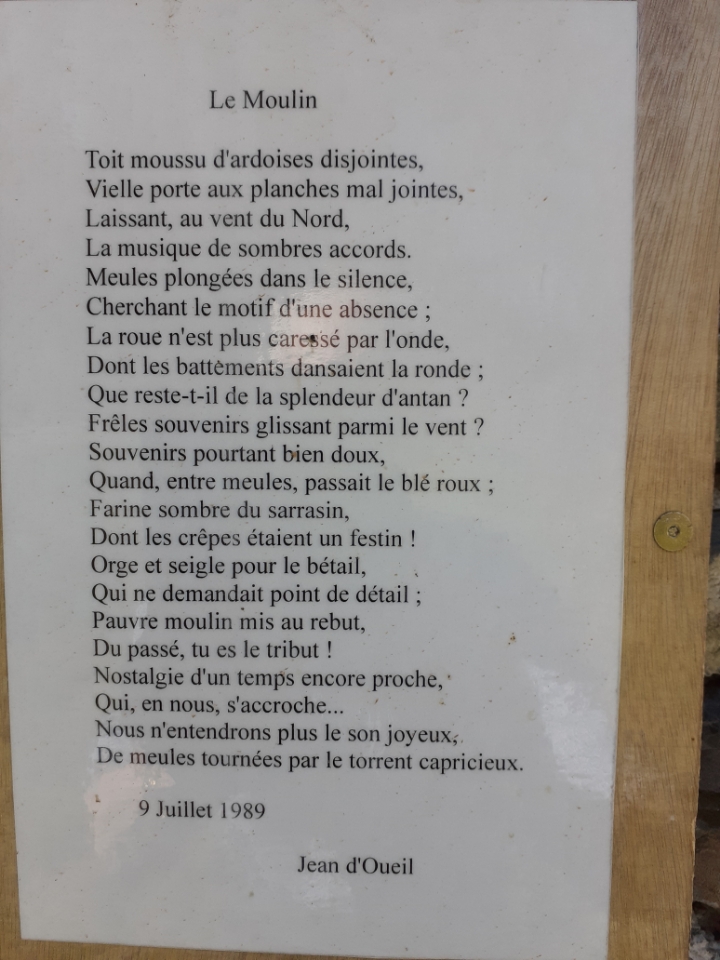 Le Moulin
Toit moussu d'ardoises disjointes,
Vielle porte aux planches mal jointes,
Laissant, au vent du Nord,
La musique de sombres accords.
Meules plongées dans le silence,
Cherchant le motif d'une absence ;
La roue n'est plus caressé par l'onde,
Dont les battements dansaient la ronde ;
Que reste-t-il de la splendeur d'antan ?
Frêles souvenirs glissant parmi le vent ?
Souvenirs pourtant bien doux,
Quand, entre meules, passait le blé roux ;
Farine sombre du sarrasin,
Dont les crêpes étaient un festin !
Orge et seigle pour le bétail,
Qui ne demandait point de détail ;
Pauvre moulin mis au rebut,
Du passé, tu es le tribut !
Nostalgie d'un temps encore proche,
Qui, en nous, s'accroche...
Nous n'entendrons plus le son joyeux,
De meules tournées par le torrent capricieux.
9 Juillet 1989
Jean d'Oueil